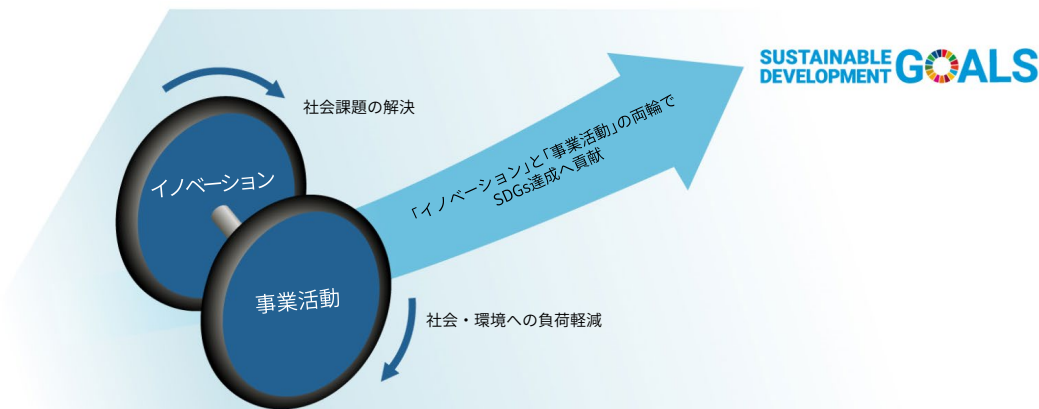 社会課題の解決
イノベーション
「イノベーション」と「事業活動」の両輪で
SDGs達成へ貢献
SUSTAINABLE
DEVELOPMENT
GOALS
事業活動
社会・環境への負荷軽減